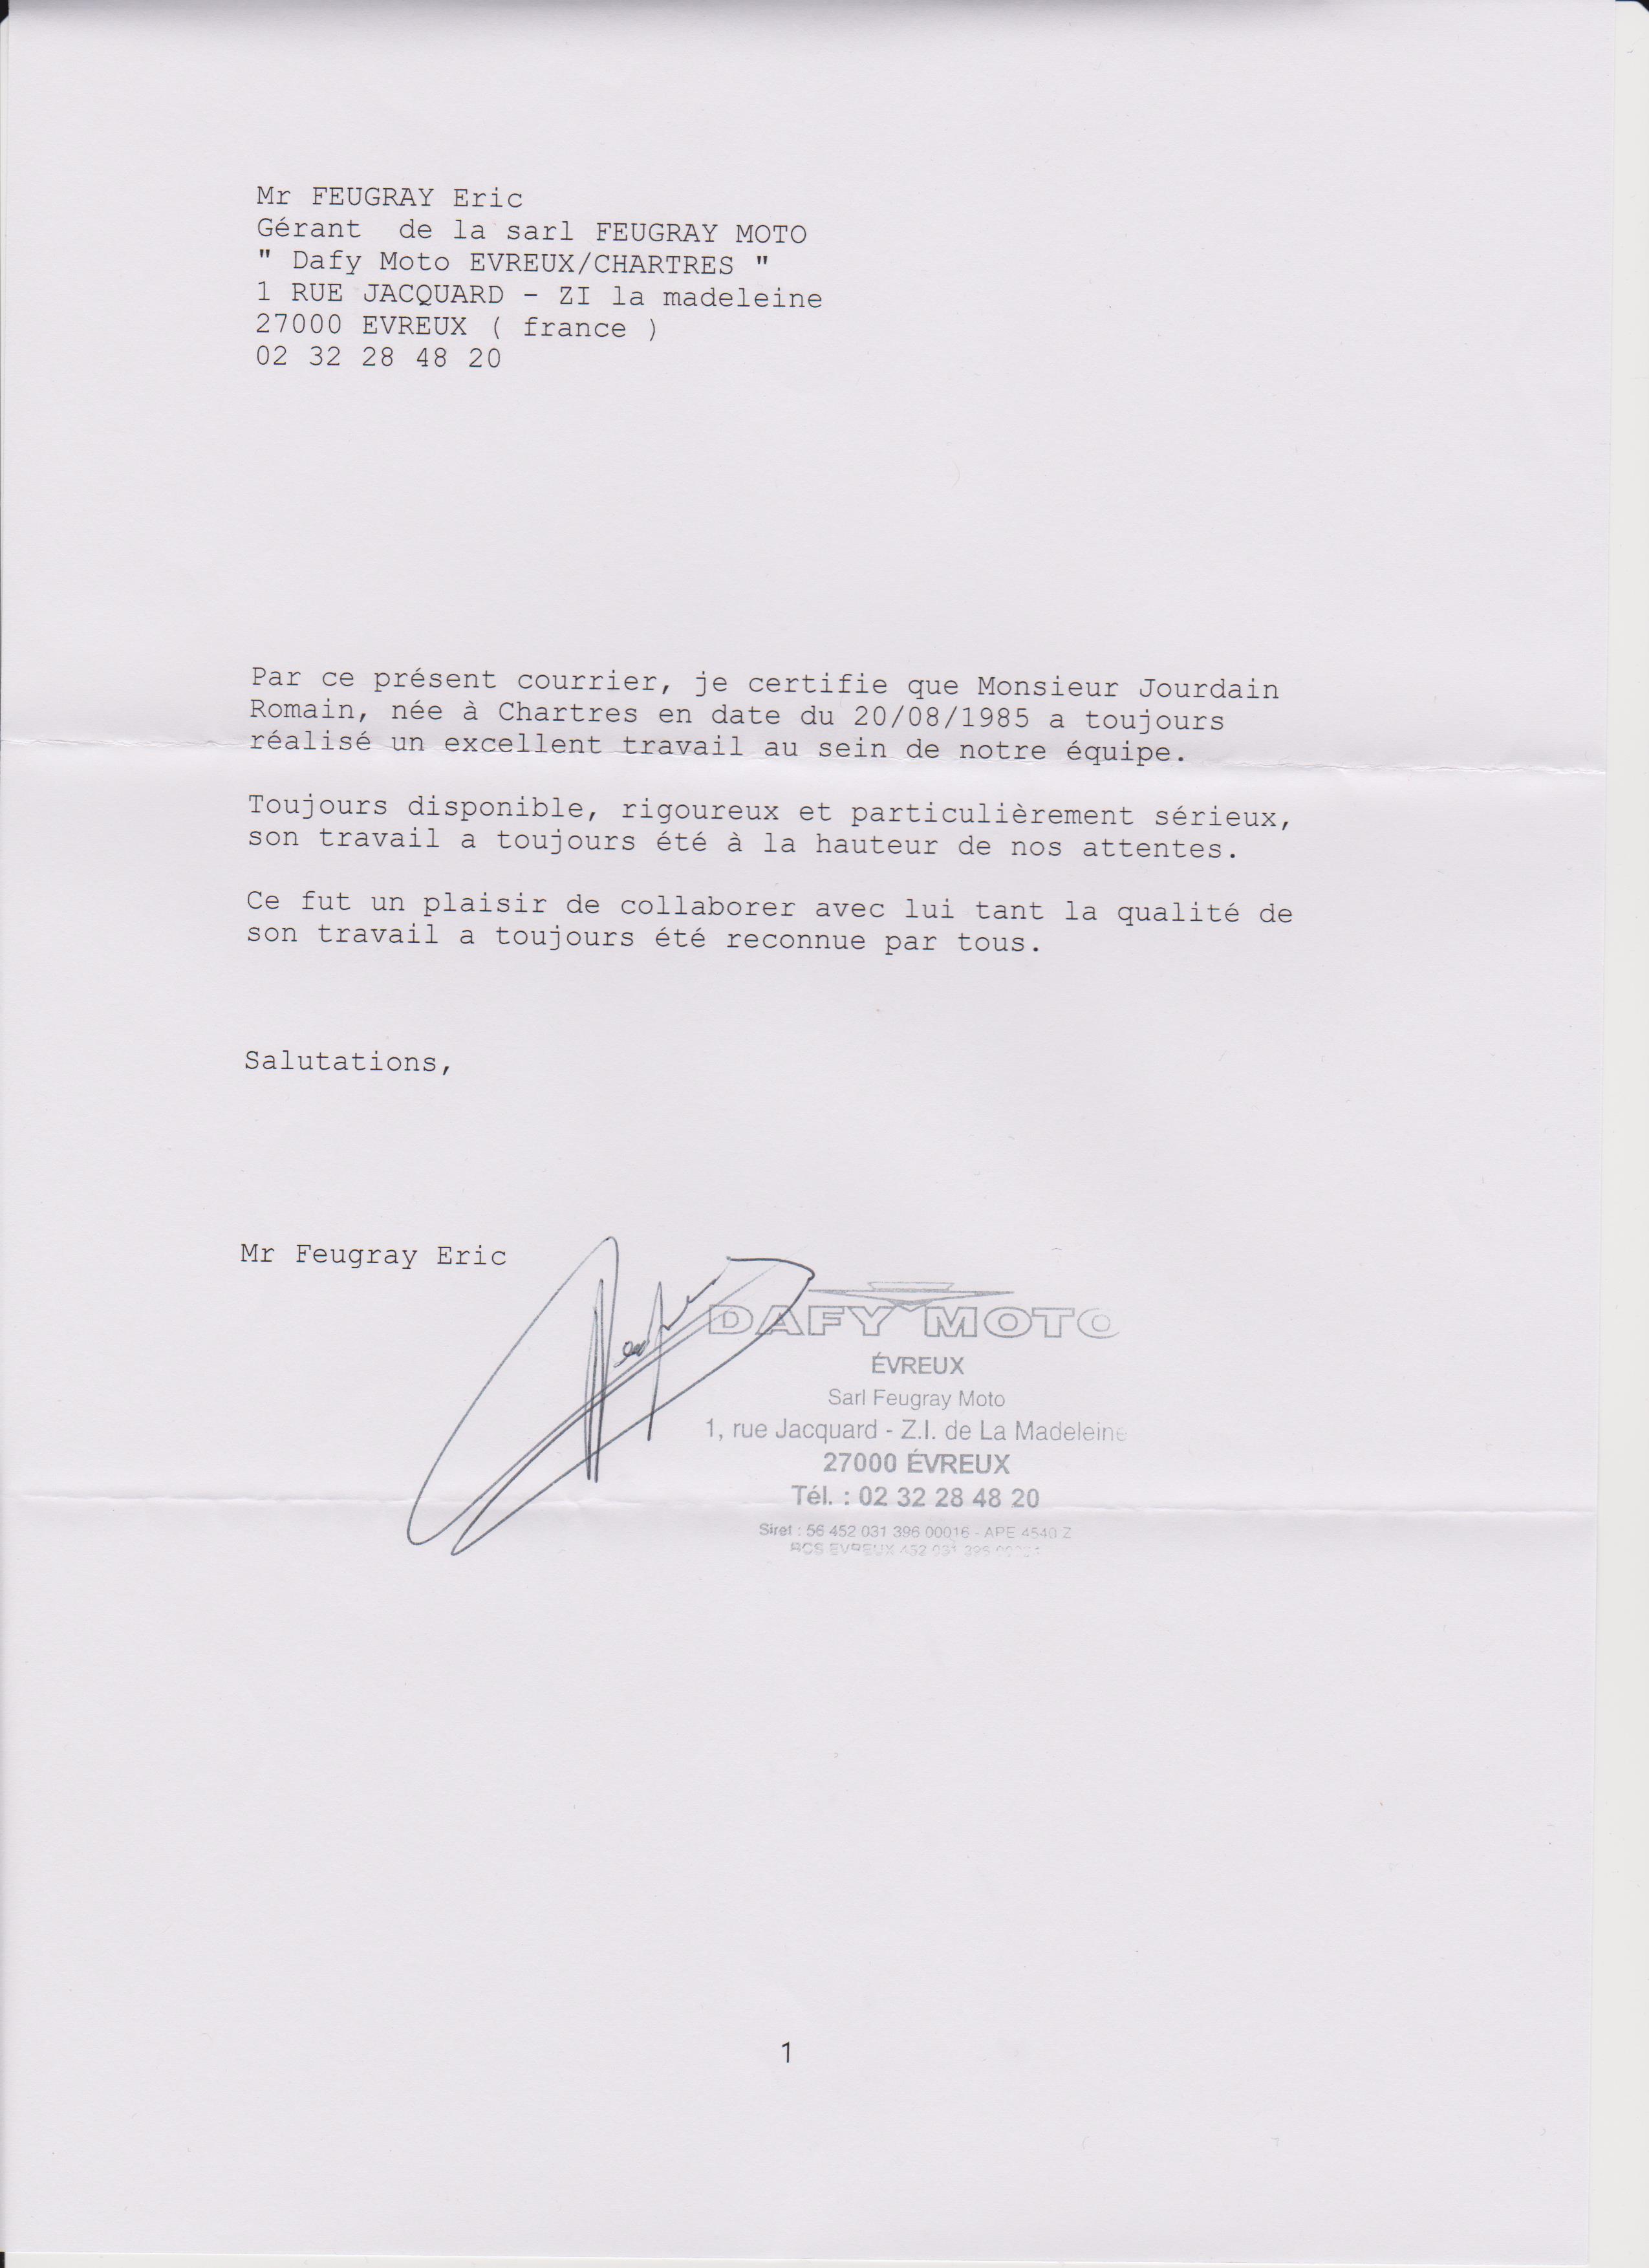 Mr FEUGRAY Eric
Gérant  de la sarl FEUGRAY MOTO
" Dafy Moto EVREUX/CHARTRES "
1 RUE JACQUARD - ZI la madeleine
27000 EVREUX ( france )
02 32 28 48 20
Par ce présent courrier, je certifie que Monsieur Jourdain
Romain, née à Chartres en date du 20/08/1985 a toujours
réalisé un excellent travail au sein de notre équipe.
Toujours disponible, rigoureux et particulièrement sérieux,
son travail a toujours été à la hauteur de nos attentes.
Ce fut un plaisir de collaborer avec lui tant la qualité de
son travail a toujours été reconnue par tous.
Salutations,
Mr Feugray Eric
DAFY MOTO
ÉVREUX
Sarl Feugray Moto
1, rue Jacquard - Z.I. de La Madeleine
27000 ÉVREUX
Tél. : 02 32 28 48 20
Siret : 56 452 031 396 00016 - APE 4540 Z
RCS EVREUX 452 031 396
1